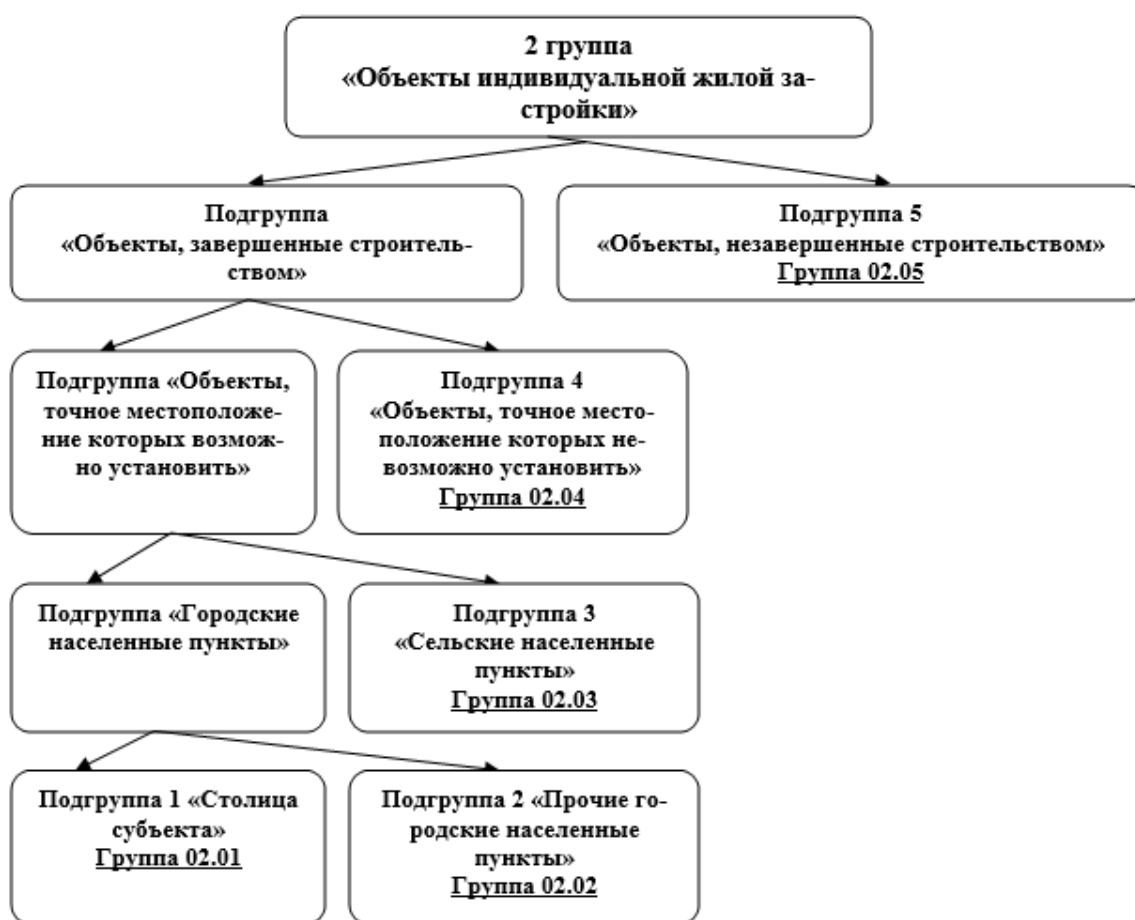 2 группа
«Объекты индивидуальной жилой за-
стройки»
Подгруппа
«Объекты, завершенные строитель-
ством»
Подгруппа 5
«Объекты, незавершенные строительством»
Группа 02.05
Подгруппа «Объекты,
точное местоположе-
ние которых возмож-
но установить»
Подгруппа 4
«Объекты, точное место-
положение которых не-
возможно установить»
Группа 02.04
Подгруппа «Городские
населенные пункты»
Подгруппа 3
«Сельские населенные
пункты»
Группа 02.03
Подгруппа 1 «Столица
субъекта»
Группа 02.01
Подгруппа 2 «Прочие го-
родские населенные
пункты»
Группа 02.02